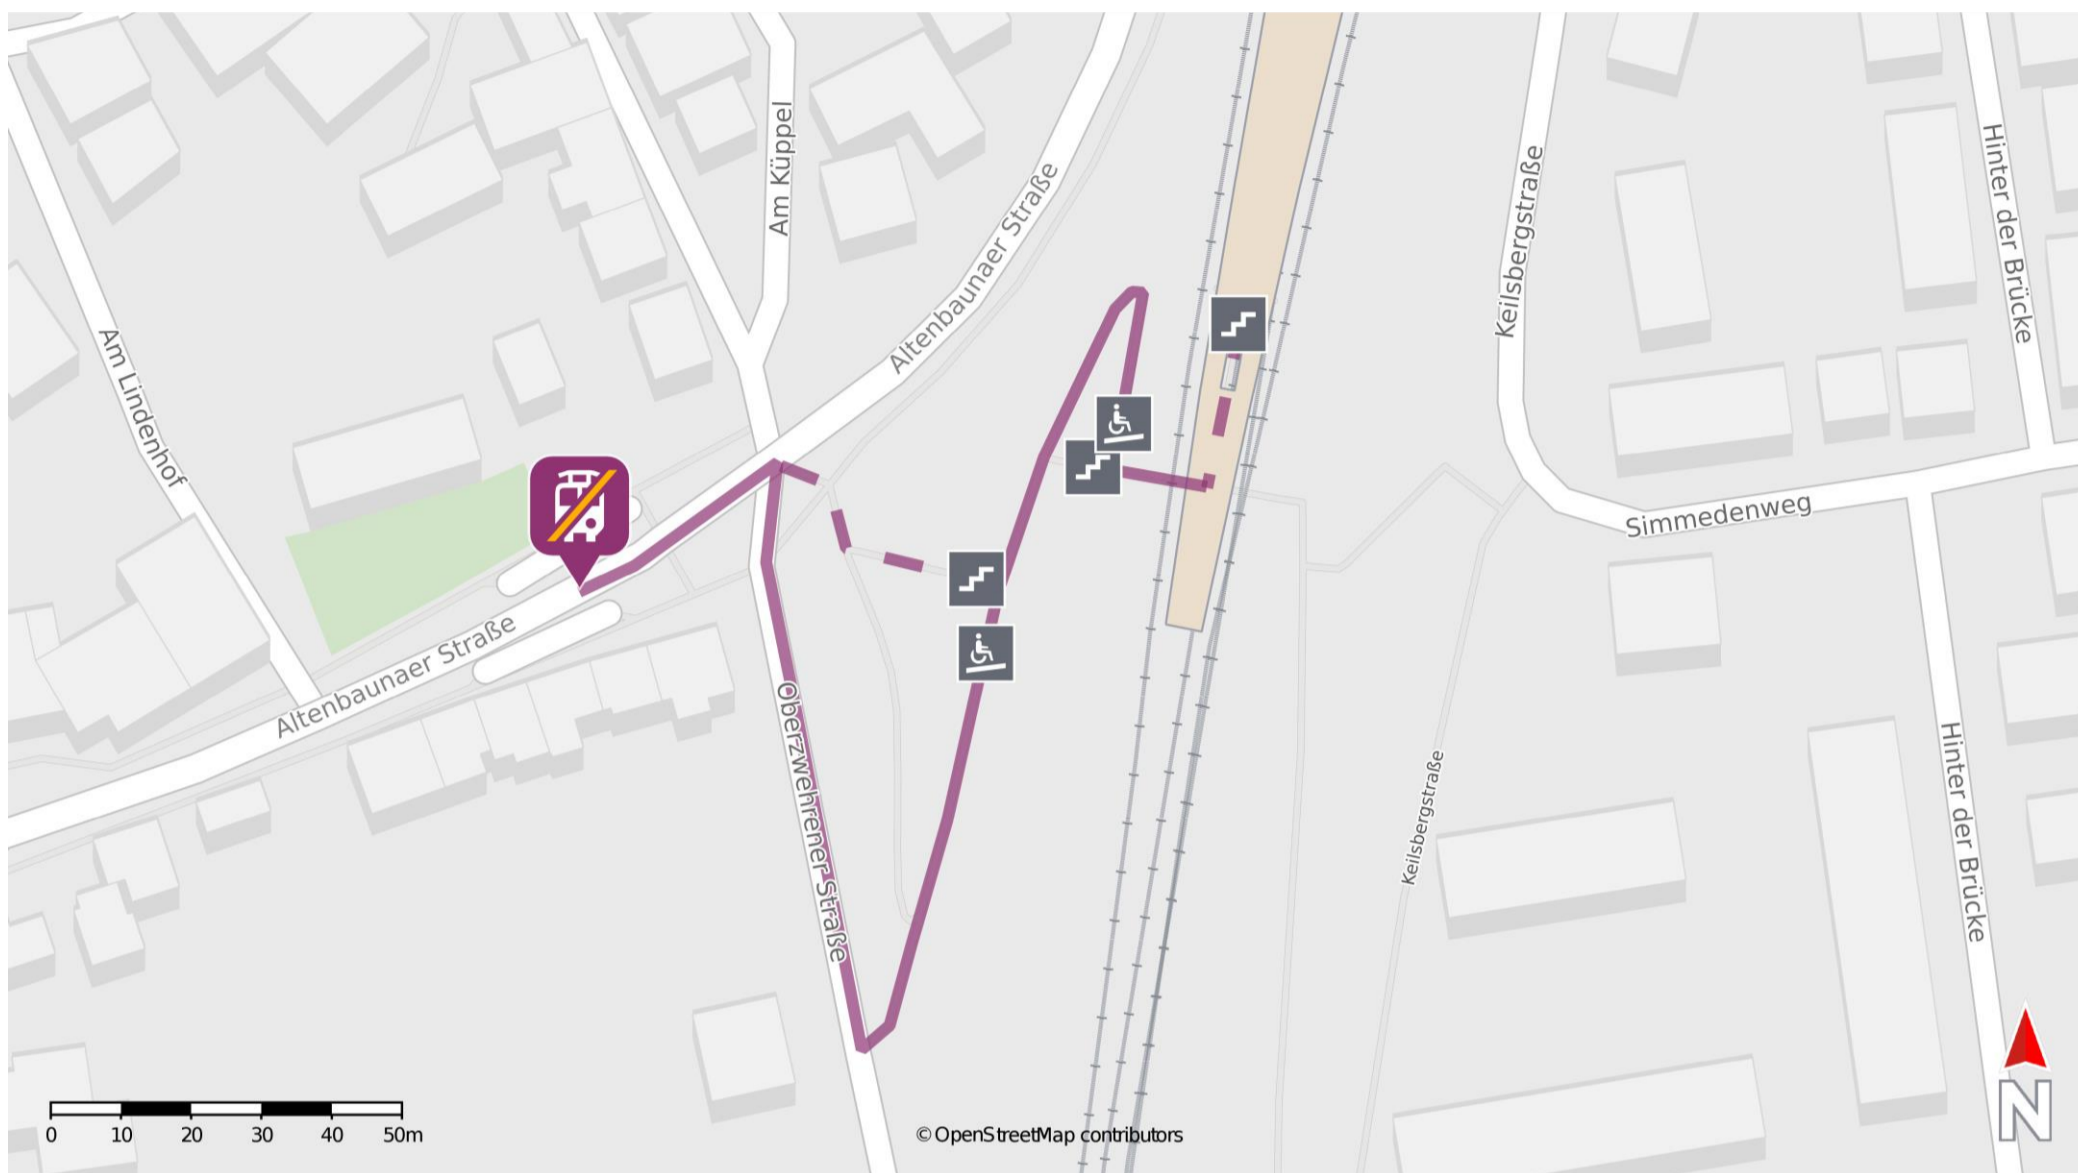 Am Küppel
Altenbaunaer Straße
Keilsbergstraße
Hinter der Brücke
Am Lindenhof
Simmedenweg
Altenbaunaer Straße
Oberzwehrener Straße
Keilsbergstraße
Hinter der Brücke
0 10 20 30 40 50m
© OpenStreetMap contributors
N